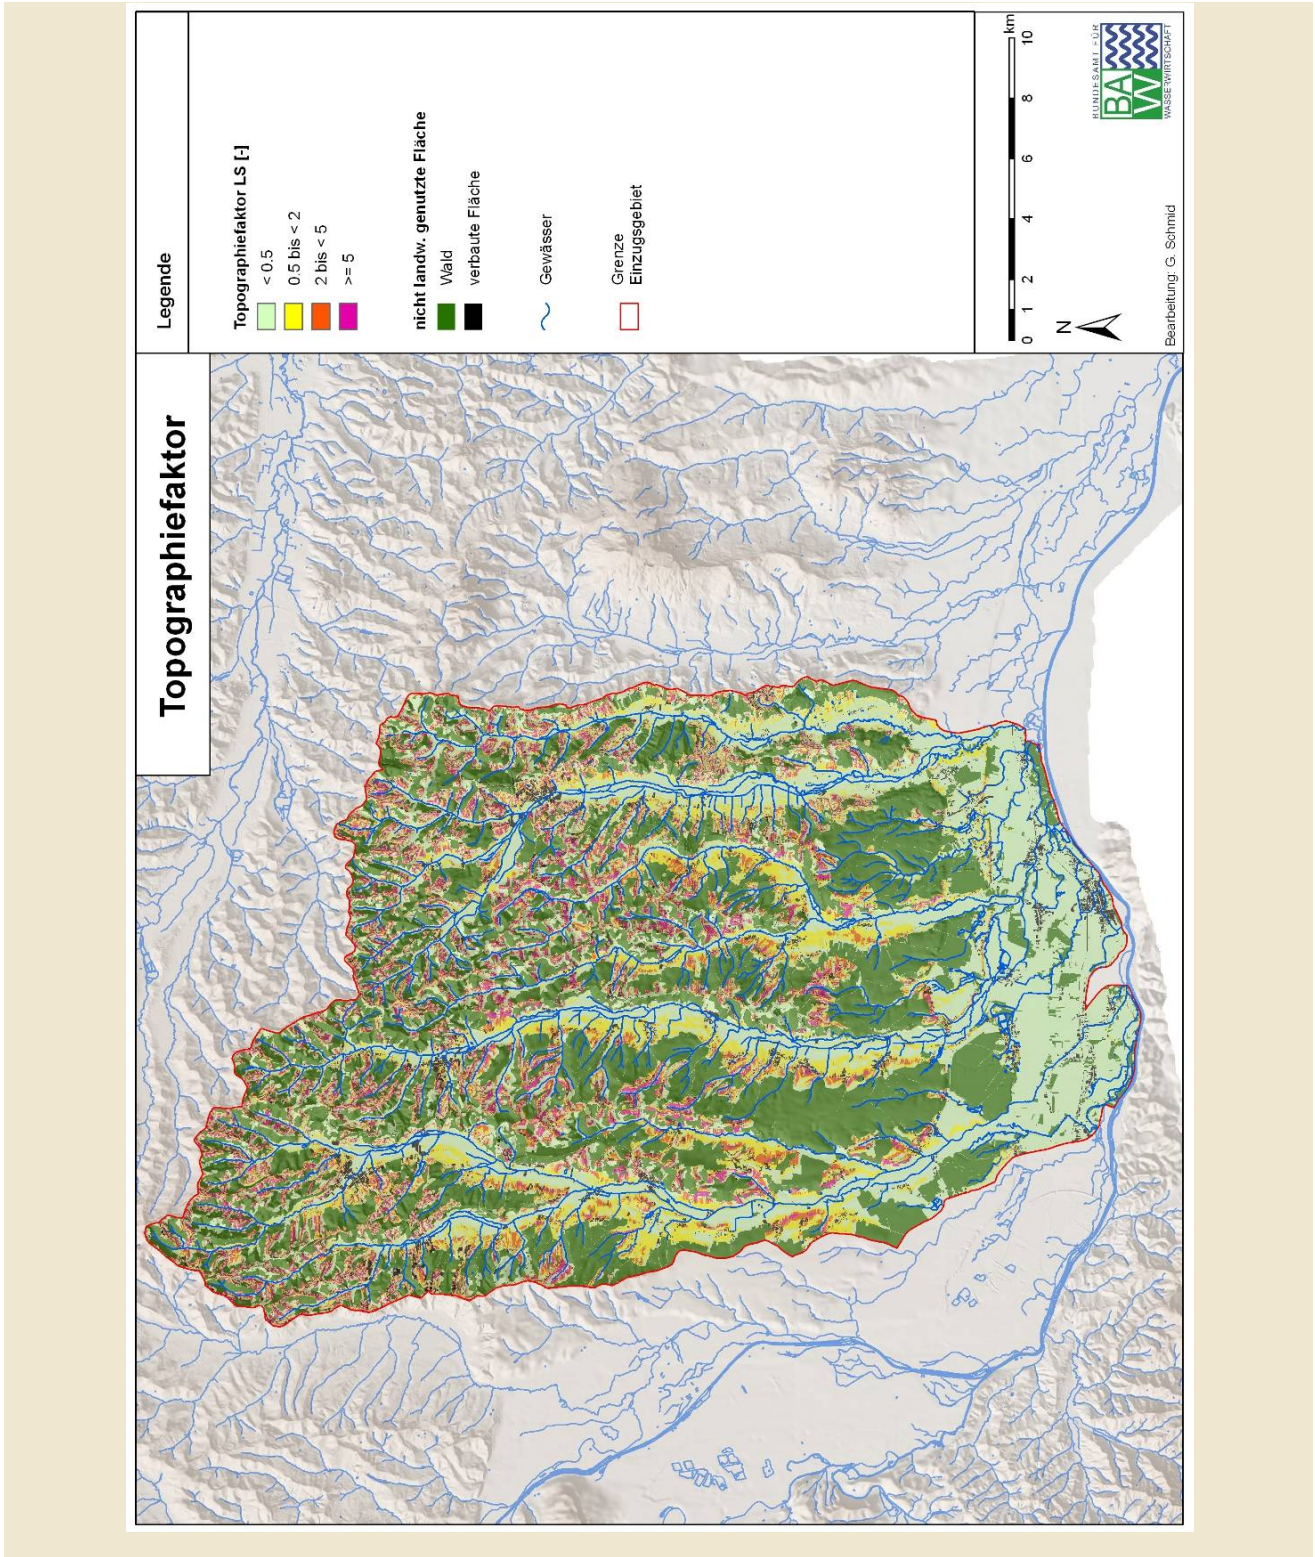 Topographiefaktor
Legende
Topographiefaktor LS [-]
< 0.5
0.5 bis < 2
2 bis < 5
>= 5
nicht landw. genutzte Fläche
Wald
verbaute Fläche
Gewässer
Grenze
Einzugsgebiet
km
0 1 2 4 6 8 10
N
BUNDESAMT FÜR
BAW
WASSERWIRTSCHAFT
Bearbeitung: G. Schmid